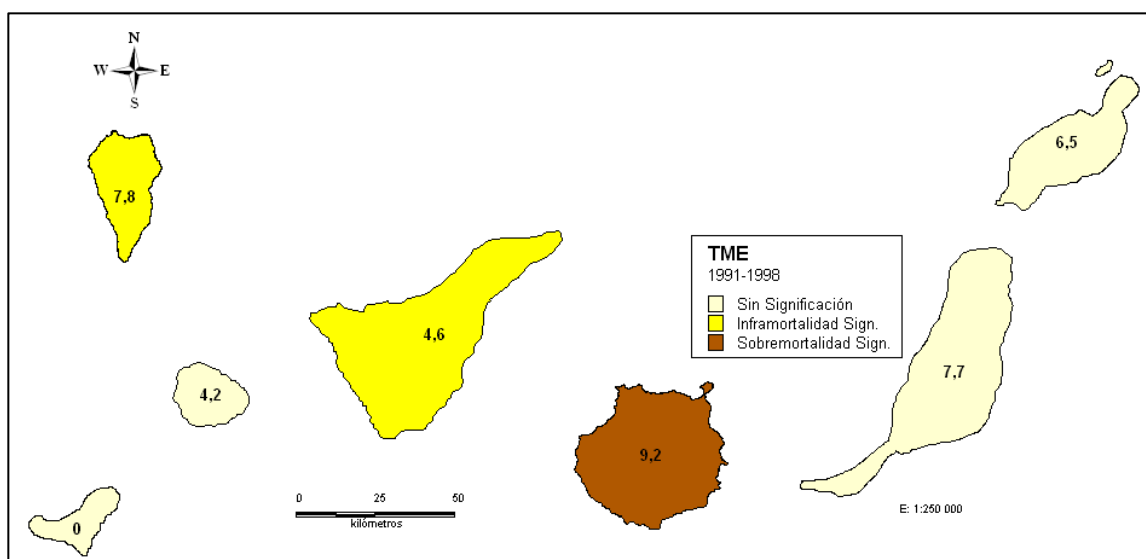 N
W E
S
7,8
6,5
4,6
4,2
7,7
9,2
0
TME
1991-1998
Sin Significación
Inframortalidad Sign.
Sobremortalidad Sign.
0 25 50
kilómetros
E: 1:250 000